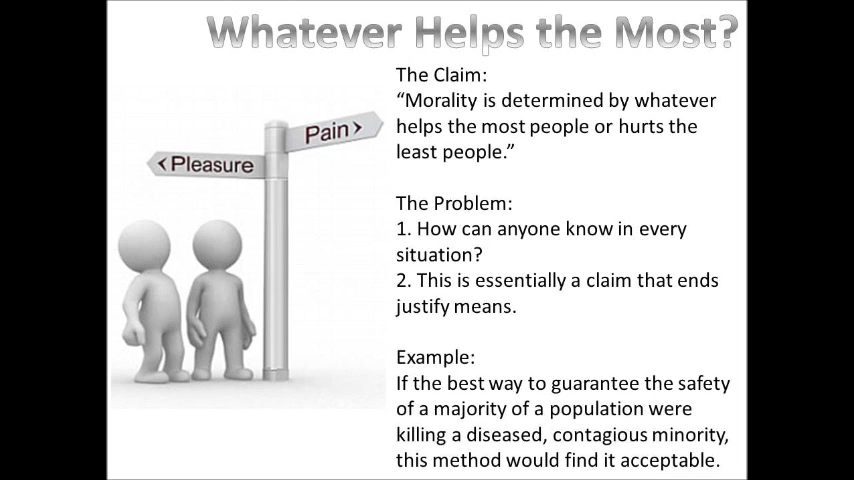 Whatever Helps the Most?
The Claim:
“Morality is determined by whatever
helps the most people or hurts the
least people.”
Pain>
<Pleasure
The Problem:
1. How can anyone know in every
situation?
2. This is essentially a claim that ends
justify means.
Example:
If the best way to guarantee the safety
of a majority of a population were
killing a diseased, contagious minority,
this method would find it acceptable.